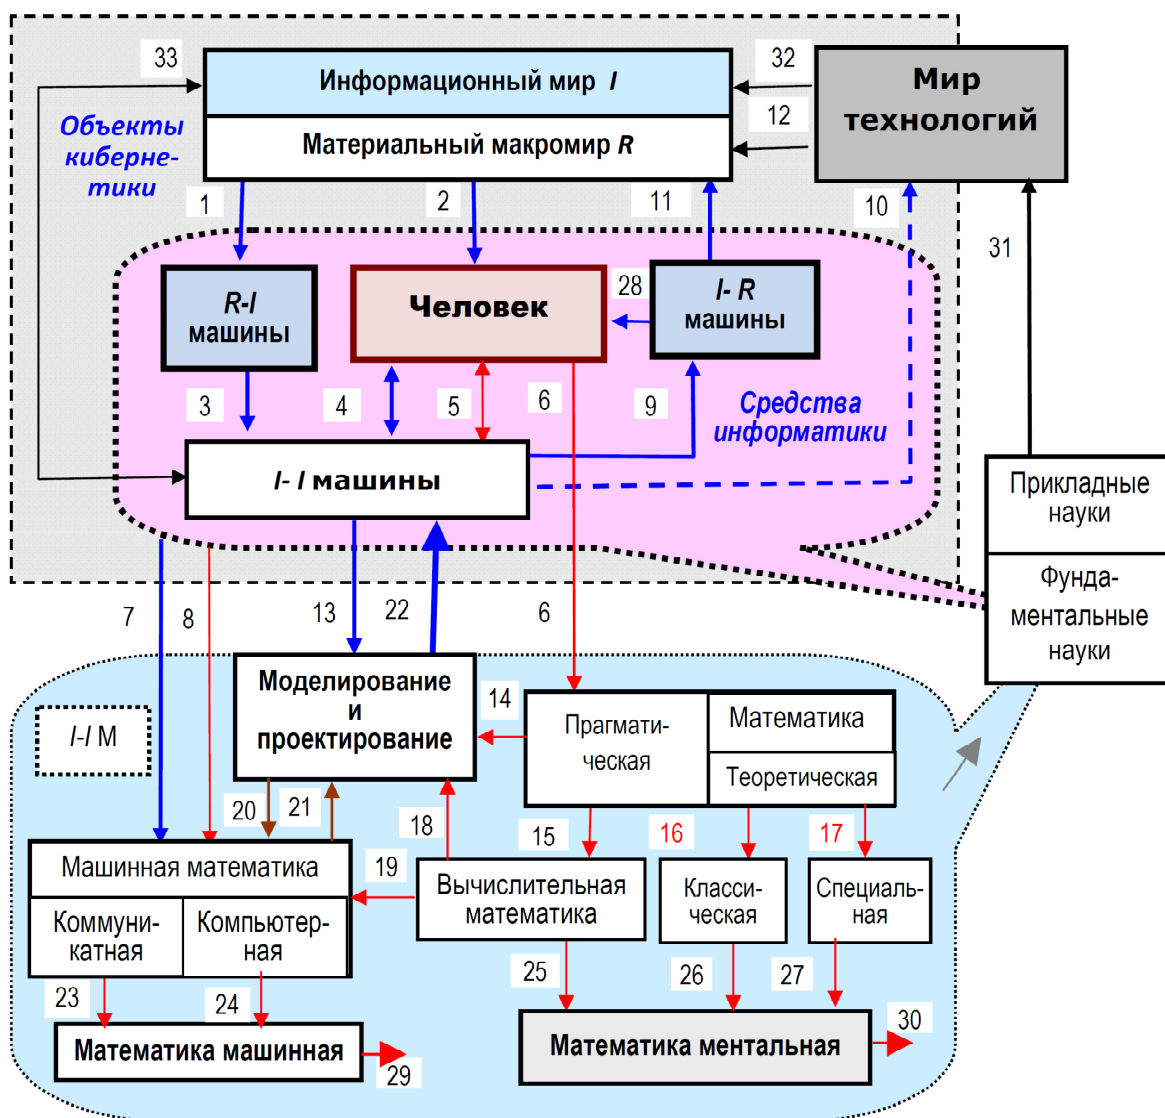 33
Информационный мир I
32
Мир
технологий
Объекты
киберне-
тики
Материальный макромир R
12
1
2
11
10
31
R-I
машины
Человек
28
I- R
машины
3
4
5
6
9
Средства
информатики
I- I машины
Прикладные
науки
Фунда-
ментальные
науки
7
8
13
22
6
I-I М
Моделирование
и
проектирование
14
Прагмати-
ческая
Математика
Теоретическая
20
21
18
15
16
17
Машинная математика
19
Вычислительная
математика
Класси-
ческая
Специаль-
ная
Коммуни-
катная
Компьютер-
ная
23
24
25
26
27
Математика машинная
29
Математика ментальная
30